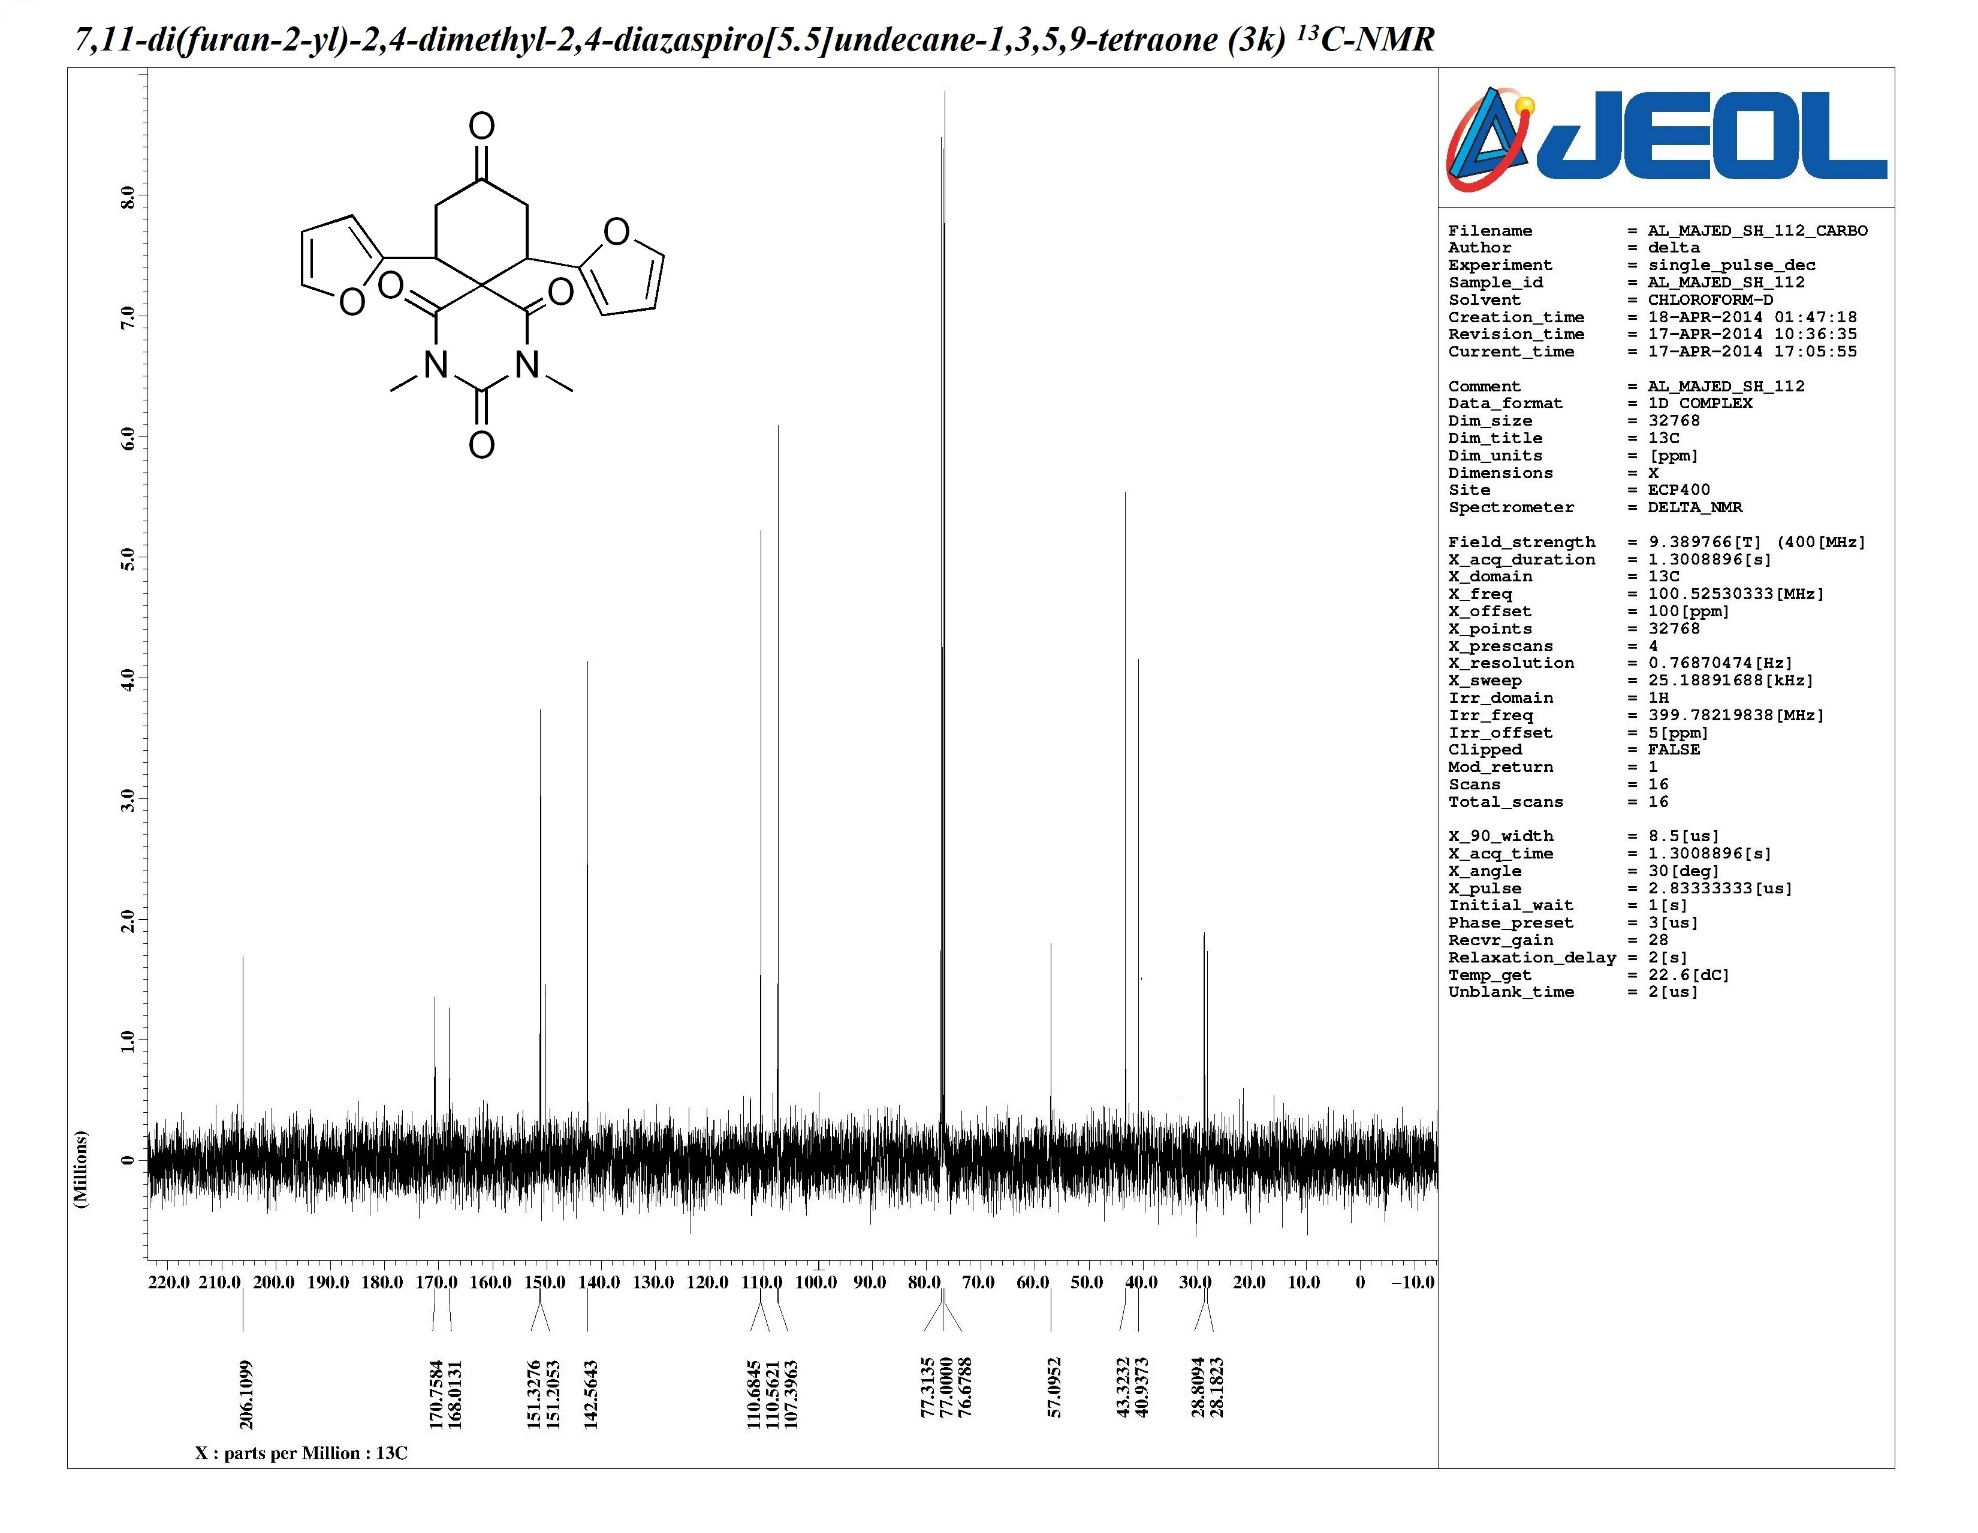 7,11-di(furan-2-yl)-2,4-dimethyl-2,4-diazaspiro[5.5]undecane-1,3,5,9-tetraone (3k) ¹³C-NMR
JEOL
O
O
O
O
O
N
N
O
(Millions)
8.0
7.0
6.0
5.0
4.0
3.0
2.0
1.0
0
220.0 210.0 200.0 190.0 180.0 170.0 160.0 150.0 140.0 130.0 120.0 110.0 100.0 90.0 80.0 70.0 60.0 50.0 40.0 30.0 20.0 10.0 0 −10.0
206.1099
170.7584
168.0131
151.3276
151.2053
142.5643
110.6845
110.5621
107.3963
77.3135
77.0000
76.6788
57.0952
43.3232
40.9373
28.8094
28.1823
X : parts per Million : 13C
Filename = AL_MAJED_SH_112_CARBO
Author = delta
Experiment = single_pulse_dec
Sample_id = AL_MAJED_SH_112
Solvent = CHLOROFORM-D
Creation_time = 18-APR-2014 01:47:18
Revision_time = 17-APR-2014 10:36:35
Current_time = 17-APR-2014 17:05:55
Comment = AL_MAJED_SH_112
Data_format = 1D COMPLEX
Dim_size = 32768
Dim_title = 13C
Dim_units = [ppm]
Dimensions = X
Site = ECP400
Spectrometer = DELTA_NMR
Field_strength = 9.389766[T] (400[MHz]
X_acq_duration = 1.3008896[s]
X_domain = 13C
X_freq = 100.52530333[MHz]
X_offset = 100[ppm]
X_points = 32768
X_prescans = 4
X_resolution = 0.76870474[Hz]
X_sweep = 25.18891688[kHz]
Irr_domain = 1H
Irr_freq = 399.78219838[MHz]
Irr_offset = 5[ppm]
Clipped = FALSE
Mod_return = 1
Scans = 16
Total_scans = 16
X_90_width = 8.5[us]
X_acq_time = 1.3008896[s]
X_angle = 30[deg]
X_pulse = 2.83333333[us]
Initial_wait = 1[s]
Phase_preset = 3[us]
Recvr_gain = 28
Relaxation_delay = 2[s]
Temp_get = 22.6[dC]
Unblank_time = 2[us]